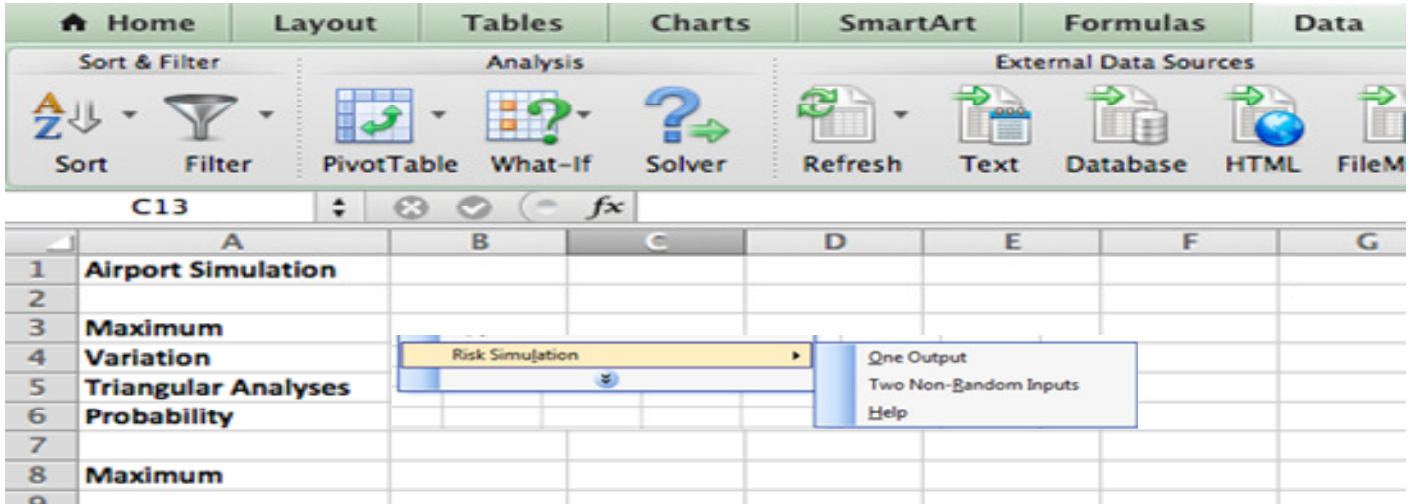 Home Layout Tables Charts SmartArt Formulas Data
Sort & Filter Analysis External Data Sources
Sort Filter PivotTable What-If Solver Refresh Text Database HTML FileM
C13 fx
A B C D E F G
1 Airport Simulation
2
3 Maximum
4 Variation Risk Simulation One Output
5 Triangular Analyses Two Non-Random Inputs
6 Probability Help
7
8 Maximum
9